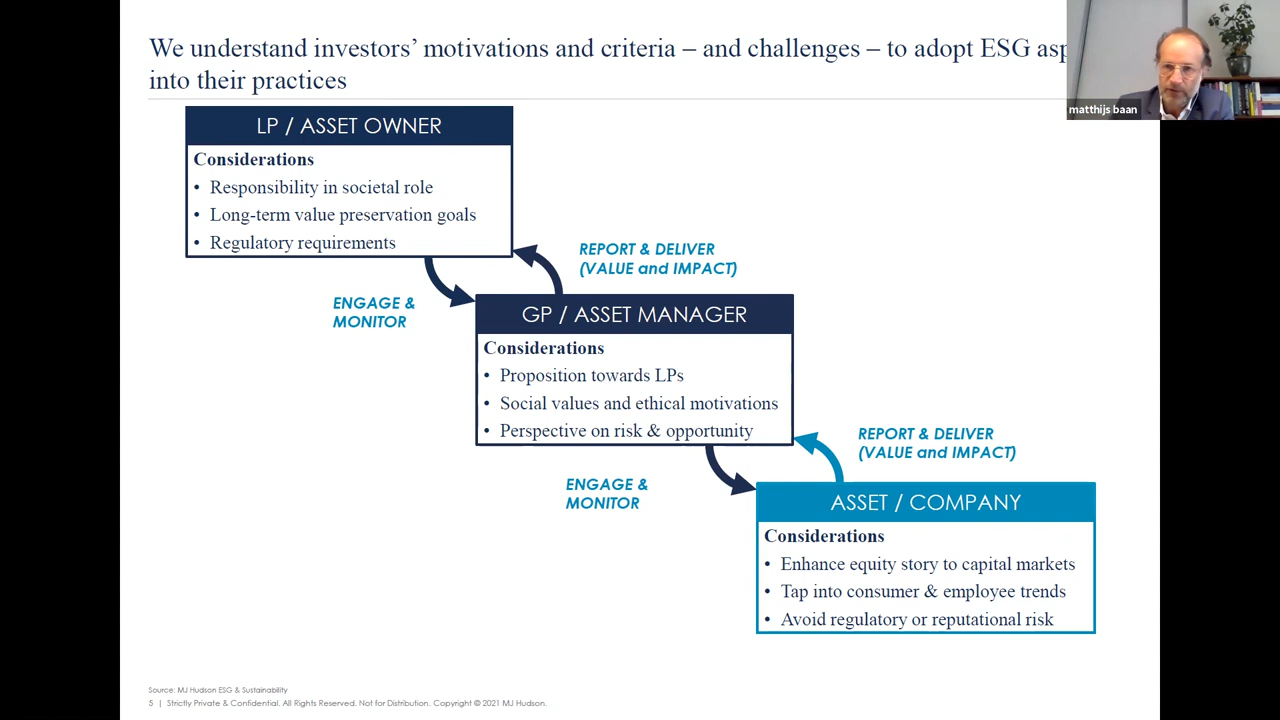 We understand investors’ motivations and criteria – and challenges – to adopt ESG
into their practices
matthijs baan
LP / ASSET OWNER
Considerations
• Responsibility in societal role
• Long-term value preservation goals
• Regulatory requirements
REPORT & DELIVER
(VALUE and IMPACT)
ENGAGE &
MONITOR
GP / ASSET MANAGER
Considerations
• Proposition towards LPs
• Social values and ethical motivations
• Perspective on risk & opportunity
REPORT & DELIVER
(VALUE and IMPACT)
ENGAGE &
MONITOR
ASSET / COMPANY
Considerations
• Enhance equity story to capital markets
• Tap into consumer & employee trends
• Avoid regulatory or reputational risk
Source: MJ Hudson ESG & Sustainability
5 | Strictly Private & Confidential. All Rights Reserved. Not for Distribution. Copyright © 2021 MJ Hudson.